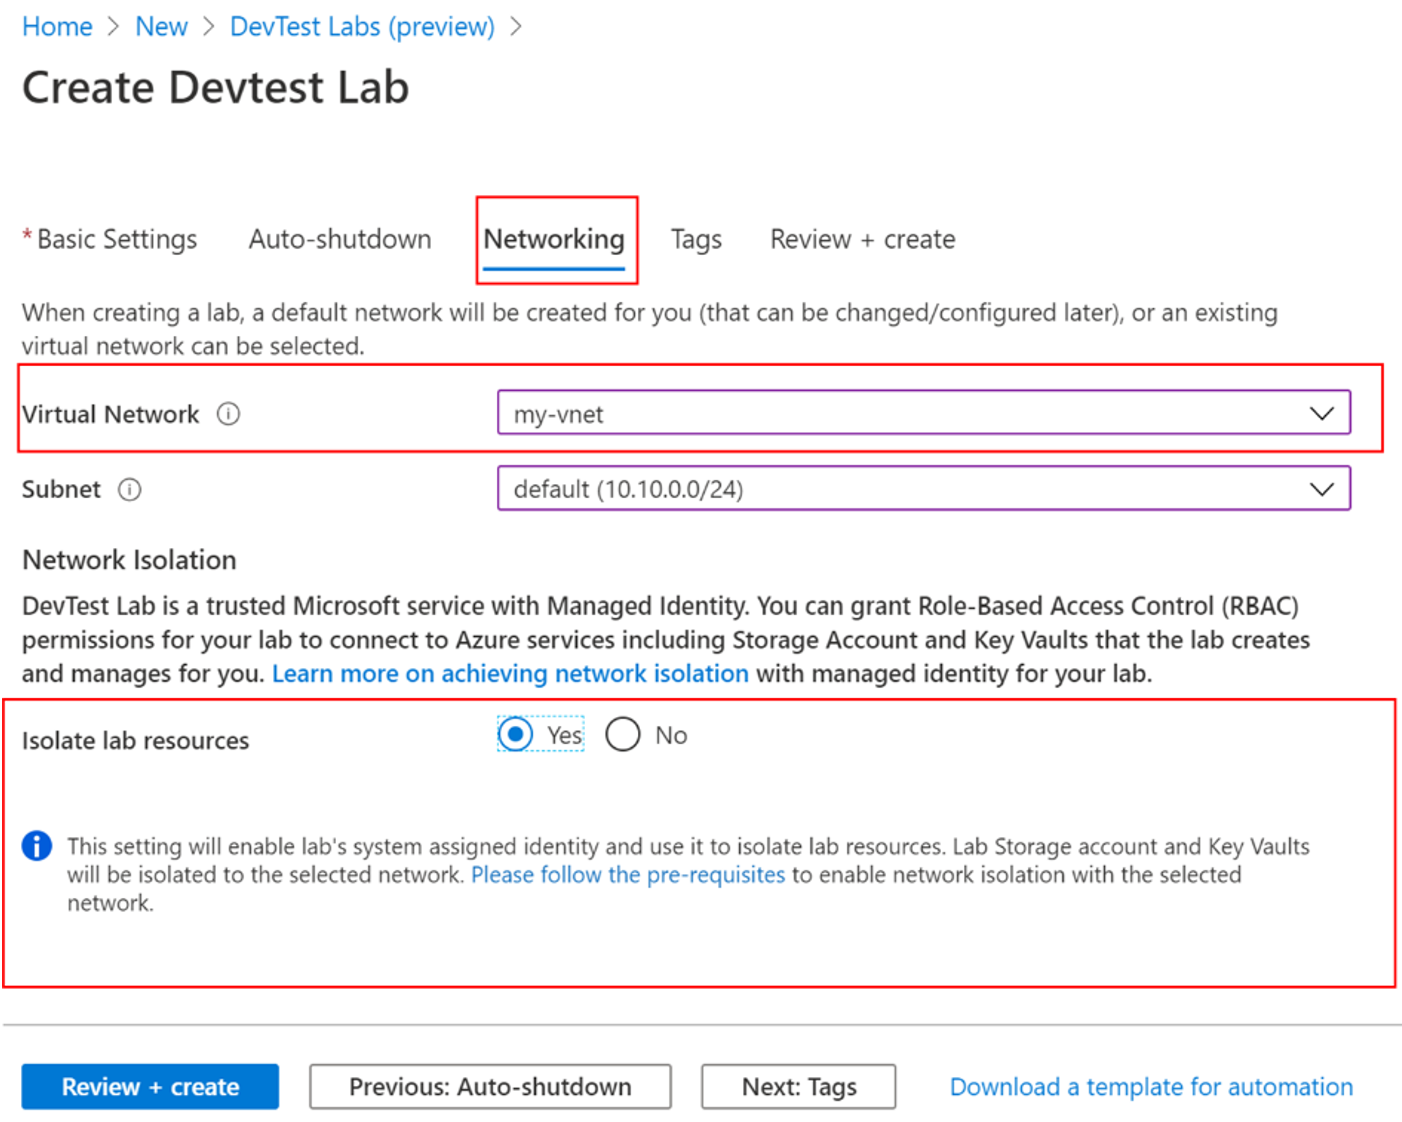 Home > New > DevTest Labs (preview) >
Create Devtest Lab
* Basic Settings Auto-shutdown Networking Tags Review + create
When creating a lab, a default network will be created for you (that can be changed/configured later), or an existing
virtual network can be selected.
Virtual Network my-vnet
Subnet default (10.10.0.0/24)
Network Isolation
DevTest Lab is a trusted Microsoft service with Managed Identity. You can grant Role-Based Access Control (RBAC)
permissions for your lab to connect to Azure services including Storage Account and Key Vaults that the lab creates
and manages for you. Learn more on achieving network isolation with managed identity for your lab.
Isolate lab resources Yes No
This setting will enable lab's system assigned identity and use it to isolate lab resources. Lab Storage account and Key Vaults
will be isolated to the selected network. Please follow the pre-requisites to enable network isolation with the selected
network.
Review + create Previous: Auto-shutdown Next: Tags Download a template for automation